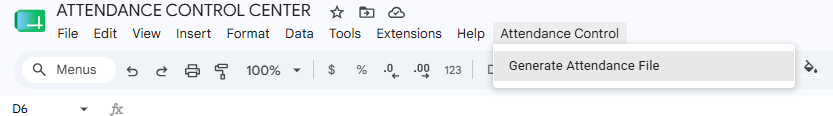 ATTENDANCE CONTROL CENTER
File Edit View Insert Format Data Tools Extensions Help Attendance Control
Menus 100% $ % .0 .00 123
Generate Attendance File
D6 fx